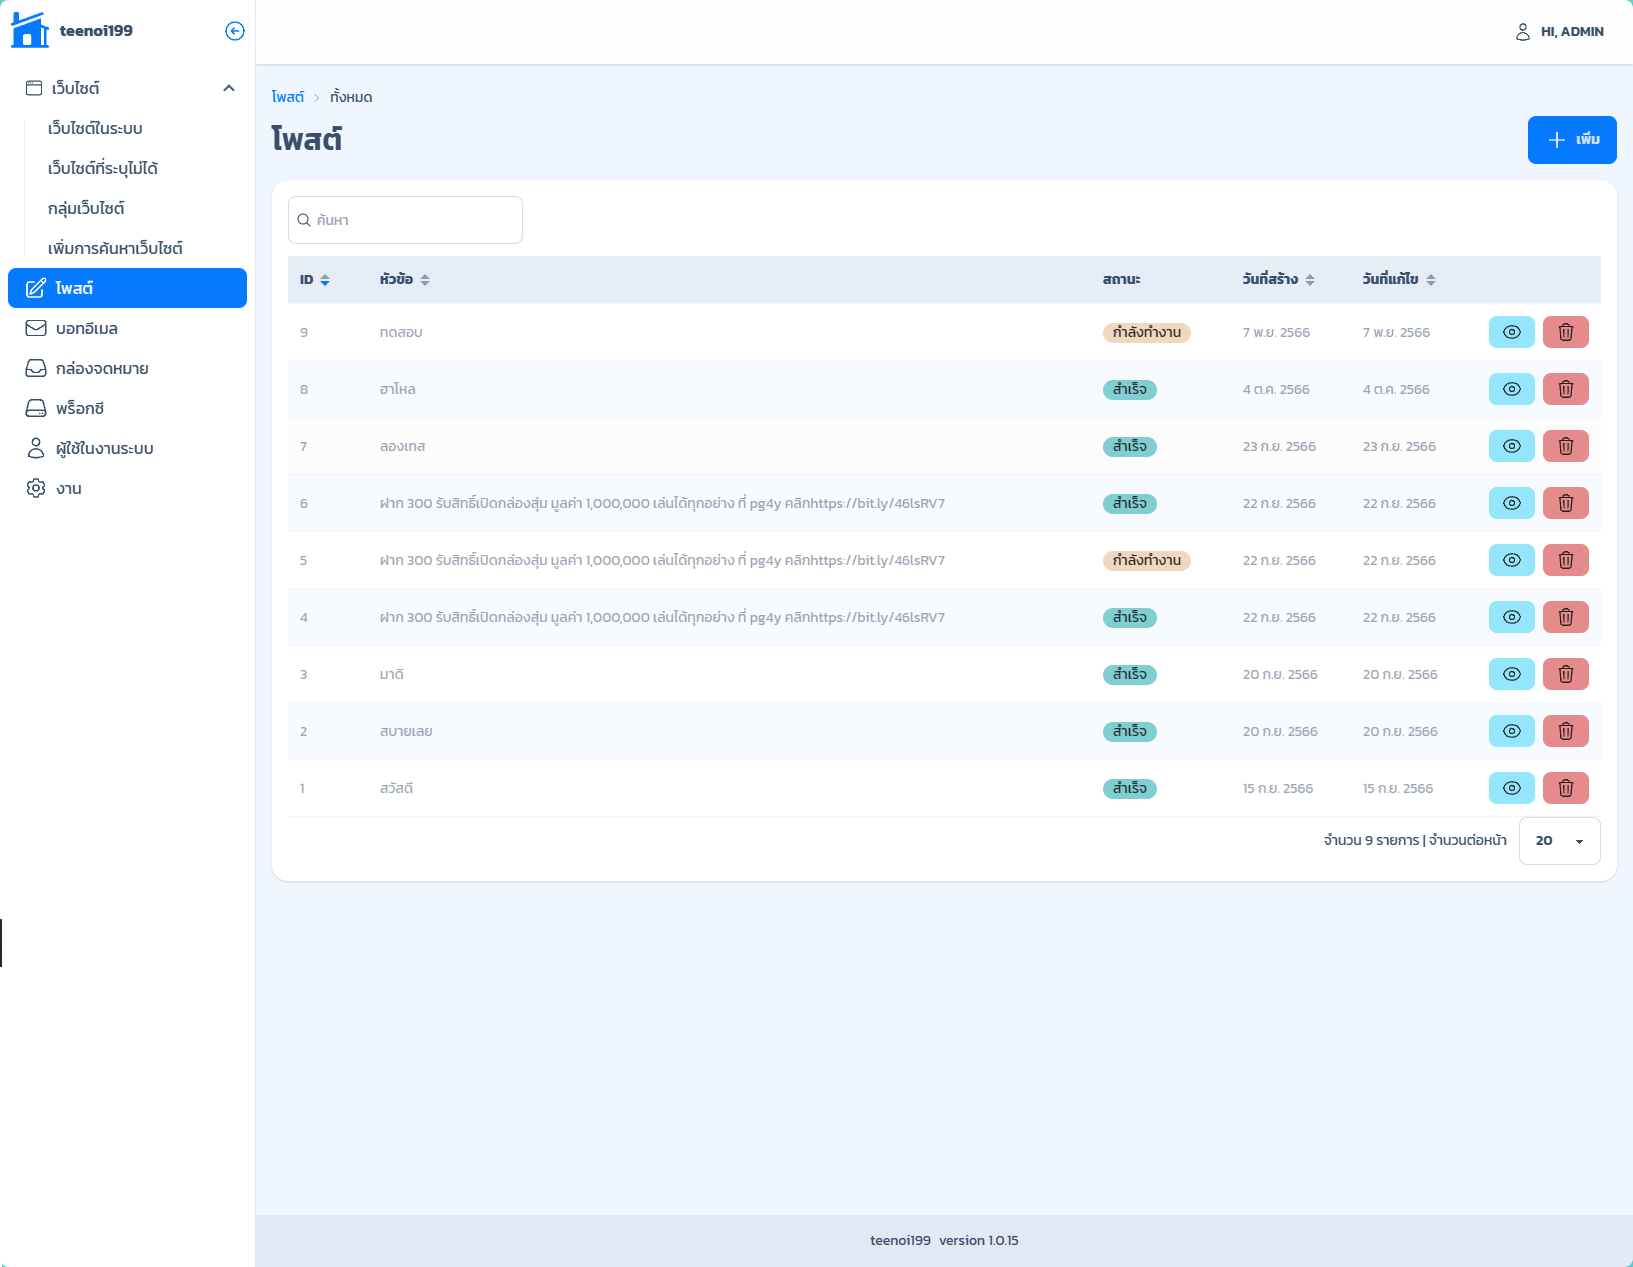 teenoi199
HI, ADMIN
เว็บไซต์
เว็บไซต์ในระบบ
เว็บไซต์ที่ระบุไม่ได้
กลุ่มเว็บไซต์
เพิ่มการค้นหาเว็บไซต์
โพสต์
บอทอีเมล
กล่องจดหมาย
พร็อกซี
ผู้ใช้ในงานระบบ
งาน
โพสต์ ทั้งหมด
โพสต์
เพิ่ม
ค้นหา
ID หัวข้อ สถานะ วันที่สร้าง วันที่แก้ไข
9 ทดสอบ กำลังทำงาน 7 พ.ย. 2566 7 พ.ย. 2566
8 ฮาโหล สำเร็จ 4 ต.ค. 2566 4 ต.ค. 2566
7 ลองเทส สำเร็จ 23 ก.ย. 2566 23 ก.ย. 2566
6 ฝาก 300 รับสิทธิ์เปิดกล่องสุ่ม มูลค่า 1,000,000 เล่นได้ทุกอย่าง ที่ pg4y คลิกhttps://bit.ly/46lsRV7 สำเร็จ 22 ก.ย. 2566 22 ก.ย. 2566
5 ฝาก 300 รับสิทธิ์เปิดกล่องสุ่ม มูลค่า 1,000,000 เล่นได้ทุกอย่าง ที่ pg4y คลิกhttps://bit.ly/46lsRV7 กำลังทำงาน 22 ก.ย. 2566 22 ก.ย. 2566
4 ฝาก 300 รับสิทธิ์เปิดกล่องสุ่ม มูลค่า 1,000,000 เล่นได้ทุกอย่าง ที่ pg4y คลิกhttps://bit.ly/46lsRV7 สำเร็จ 22 ก.ย. 2566 22 ก.ย. 2566
3 มาดิ สำเร็จ 20 ก.ย. 2566 20 ก.ย. 2566
2 สบายเลย สำเร็จ 20 ก.ย. 2566 20 ก.ย. 2566
1 สวัสดี สำเร็จ 15 ก.ย. 2566 15 ก.ย. 2566
จำนวน 9 รายการ | จำนวนต่อหน้า 20
teenoi199 version 1.0.15